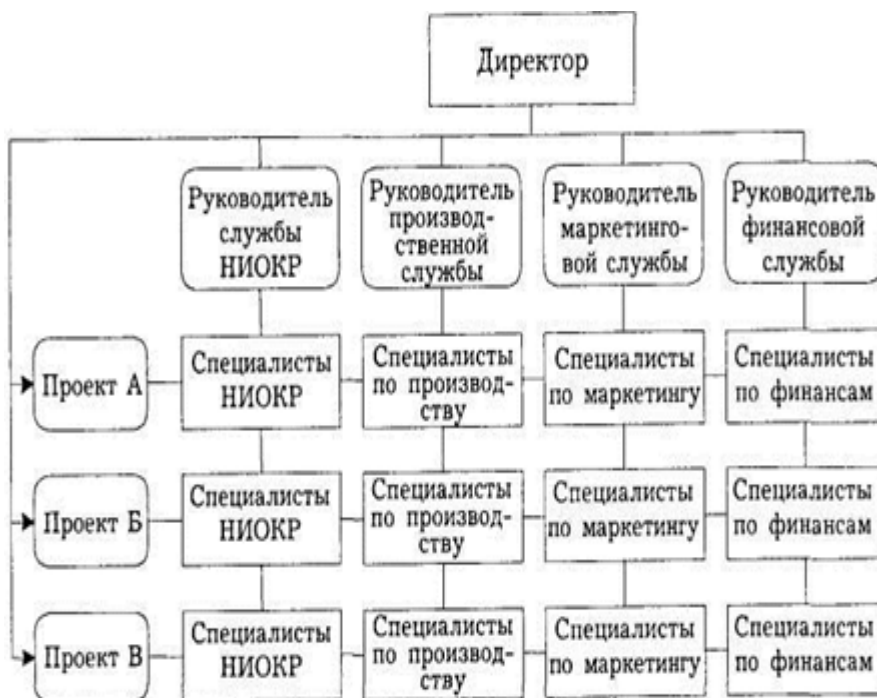 Директор
Руководитель
службы
НИОКР
Руководитель
производ-
ственной
службы
Руководитель
маркетинго-
вой службы
Руководитель
финансовой
службы
Проект А
Специалисты
НИОКР
Специалисты
по производ-
ству
Специалисты
по маркетингу
Специалисты
по финансам
Проект Б
Специалисты
НИОКР
Специалисты
по производ-
ству
Специалисты
по маркетингу
Специалисты
по финансам
Проект В
Специалисты
НИОКР
Специалисты
по производ-
ству
Специалисты
по маркетингу
Специалисты
по финансам